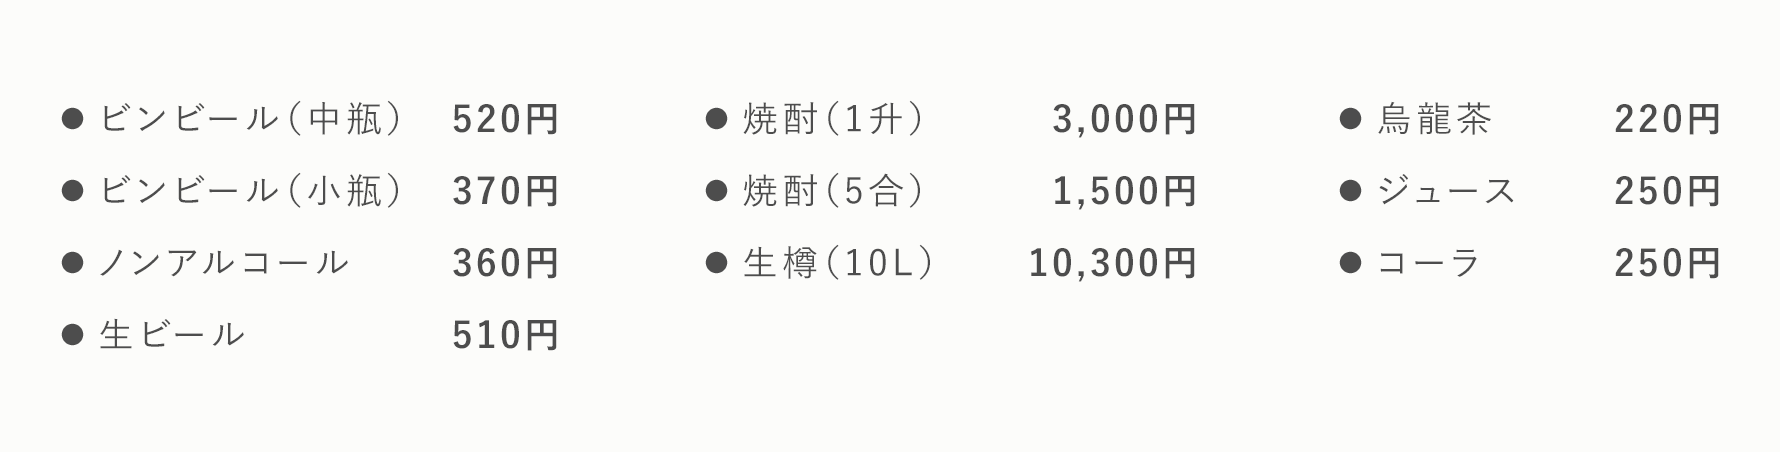 ● ビンビール(中瓶) 520円
● ビンビール(小瓶) 370円
● ノンアルコール 360円
● 生ビール 510円
● 焼酎(1升) 3,000円
● 焼酎(5合) 1,500円
● 生樽(10L) 10,300円
● 烏龍茶 220円
● ジュース 250円
● コーラ 250円